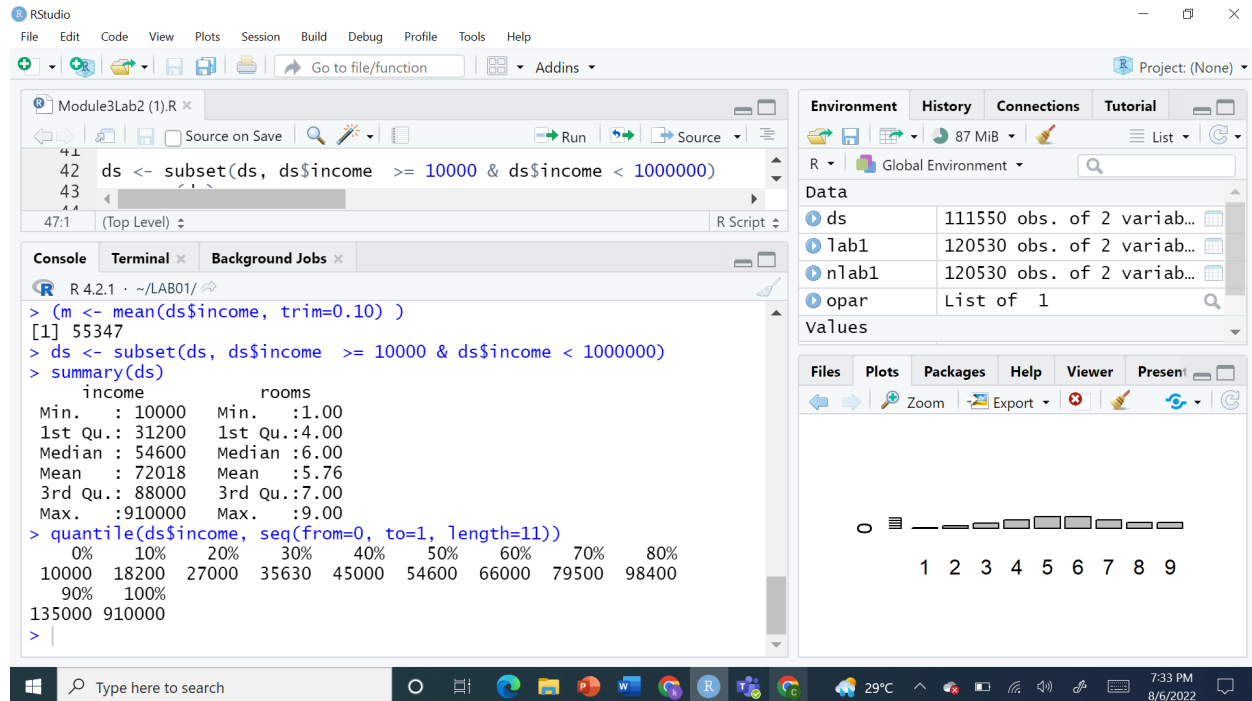 RStudio
File Edit Code View Plots Session Build Debug Profile Tools Help
Go to file/function Addins Project: (None)
Module3Lab2 (1).R
Source on Save Run Source
41
42 ds <- subset(ds, ds$income  >= 10000 & ds$income < 1000000)
43
44
47:1 (Top Level) R Script
Console Terminal Background Jobs
R 4.2.1 · ~/LAB01/
> (m <- mean(ds$income, trim=0.10) )
[1] 55347
> ds <- subset(ds, ds$income  >= 10000 & ds$income < 1000000)
> summary(ds)
     income           rooms
 Min.   : 10000   Min.   :1.00
 1st Qu.: 31200   1st Qu.:4.00
 Median : 54600   Median :6.00
 Mean   : 72018   Mean   :5.76
 3rd Qu.: 88000   3rd Qu.:7.00
 Max.   :910000   Max.   :9.00
> quantile(ds$income, seq(from=0, to=1, length=11))
    0%    10%    20%    30%    40%    50%    60%    70%    80%
 10000  18200  27000  35630  45000  54600  66000  79500  98400
   90%   100%
135000 910000
>
Environment History Connections Tutorial
87 MiB List
R Global Environment
Data
ds 111550 obs. of 2 variab…
lab1 120530 obs. of 2 variab…
nlab1 120530 obs. of 2 variab…
opar List of  1
Values
Files Plots Packages Help Viewer Present
Zoom Export
0
1 2 3 4 5 6 7 8 9
Type here to search
29°C
7:33 PM
8/6/2022